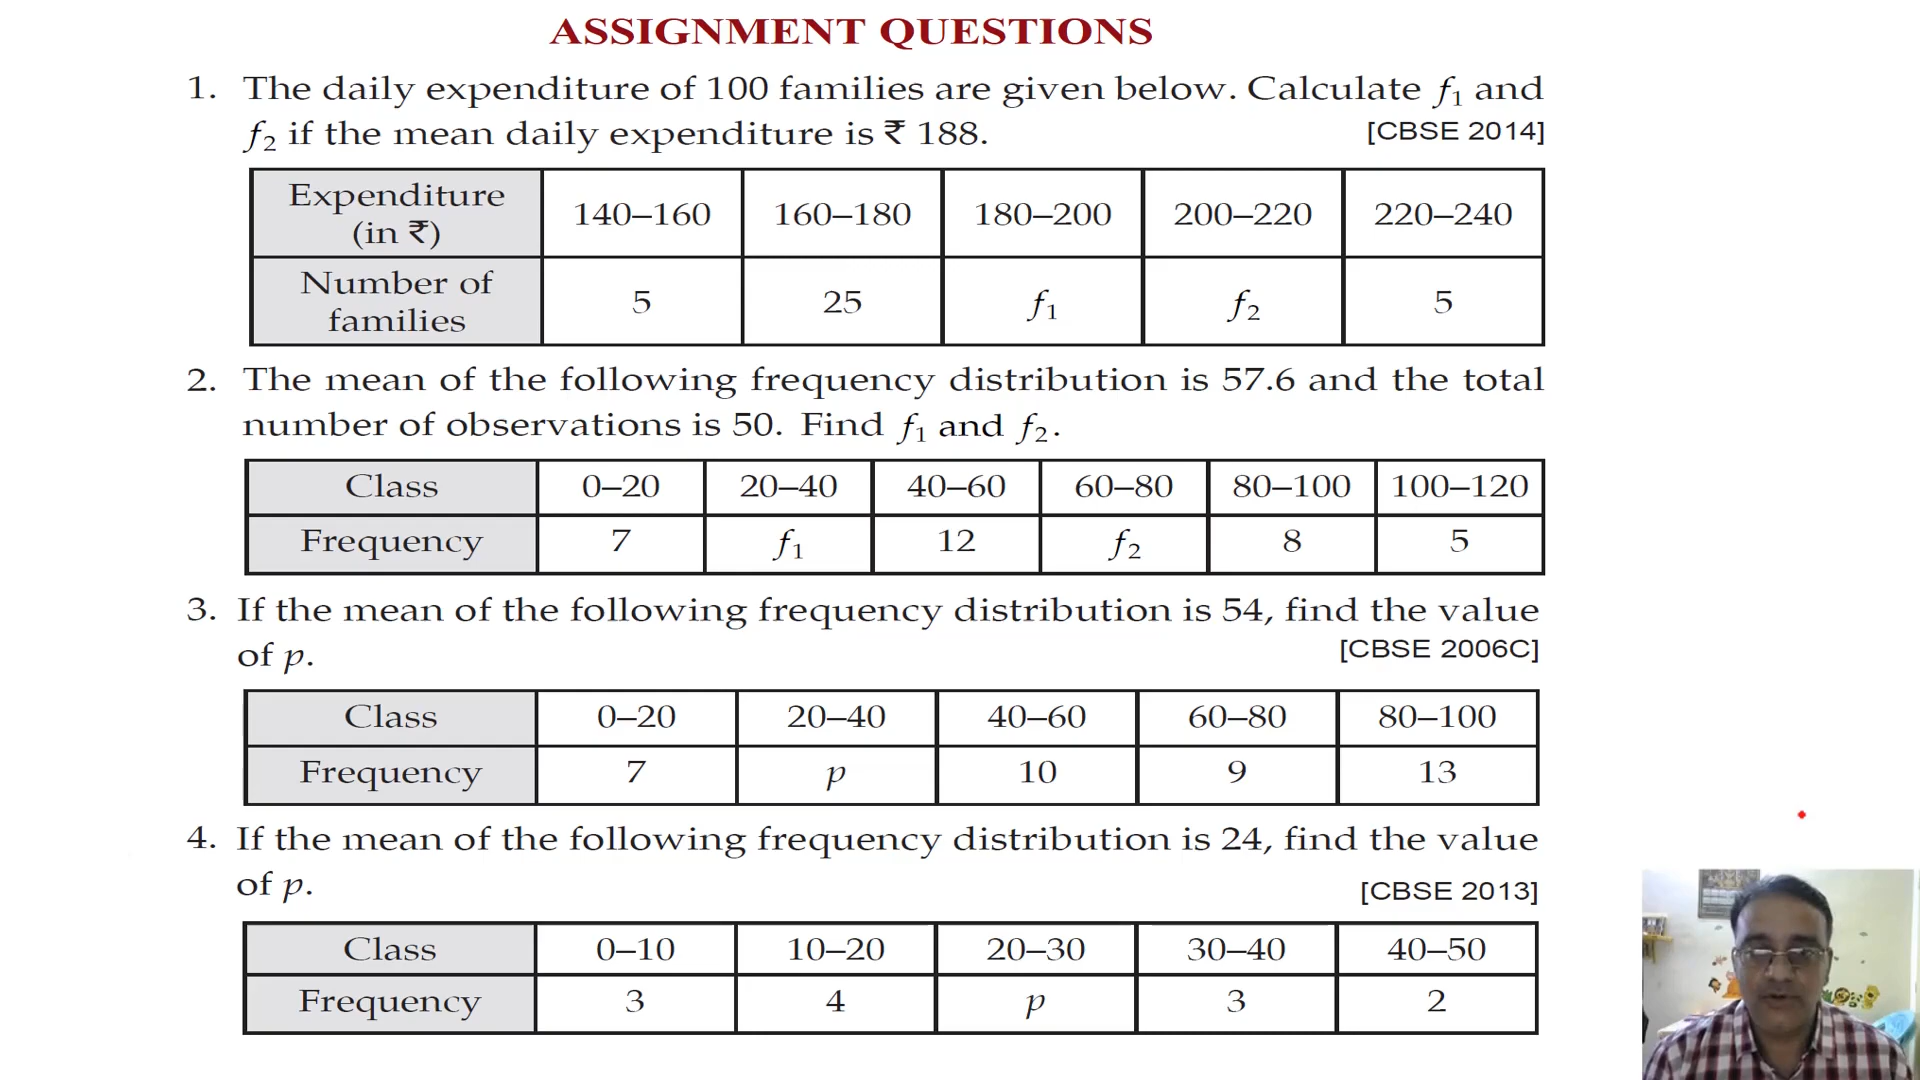 ASSIGNMENT QUESTIONS
1. The daily expenditure of 100 families are given below. Calculate f₁ and
f₂ if the mean daily expenditure is ₹ 188. [CBSE 2014]
Expenditure (in ₹) 140–160 160–180 180–200 200–220 220–240
Number of families 5 25 f₁ f₂ 5
2. The mean of the following frequency distribution is 57.6 and the total
number of observations is 50. Find f₁ and f₂.
Class 0–20 20–40 40–60 60–80 80–100 100–120
Frequency 7 f₁ 12 f₂ 8 5
3. If the mean of the following frequency distribution is 54, find the value
of p. [CBSE 2006C]
Class 0–20 20–40 40–60 60–80 80–100
Frequency 7 p 10 9 13
4. If the mean of the following frequency distribution is 24, find the value
of p. [CBSE 2013]
Class 0–10 10–20 20–30 30–40 40–50
Frequency 3 4 p 3 2